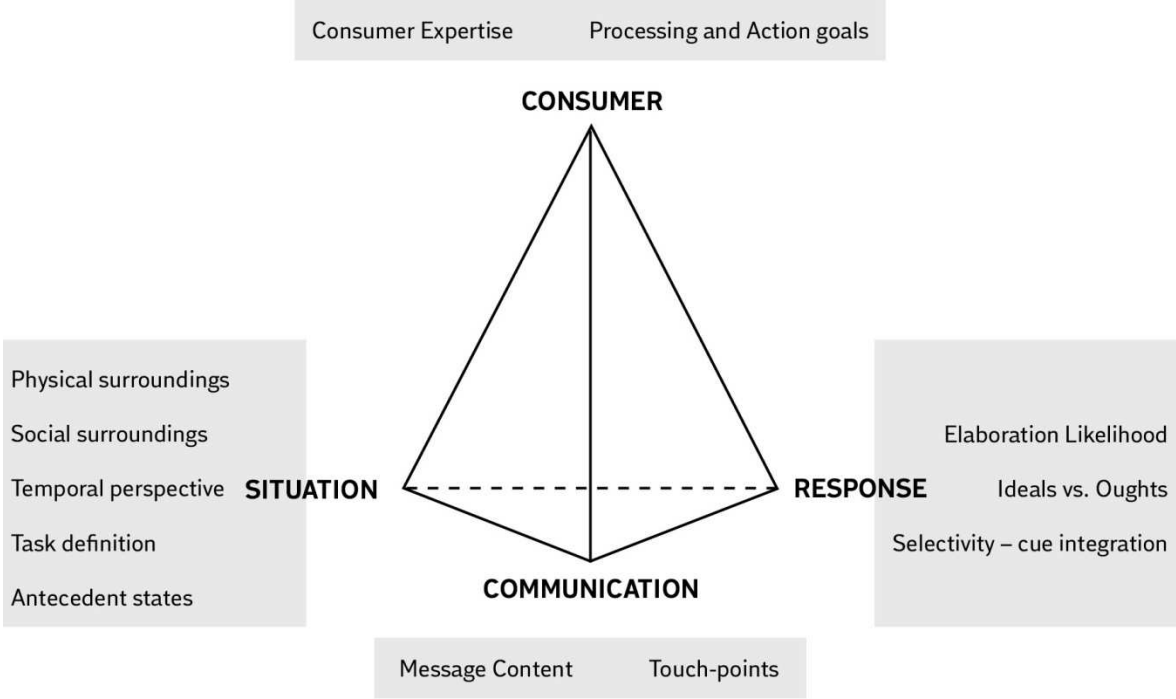 Consumer Expertise Processing and Action goals
CONSUMER
Physical surroundings
Social surroundings
Temporal perspective
Task definition
Antecedent states
SITUATION
RESPONSE
Elaboration Likelihood
Ideals vs. Oughts
Selectivity – cue integration
COMMUNICATION
Message Content Touch-points